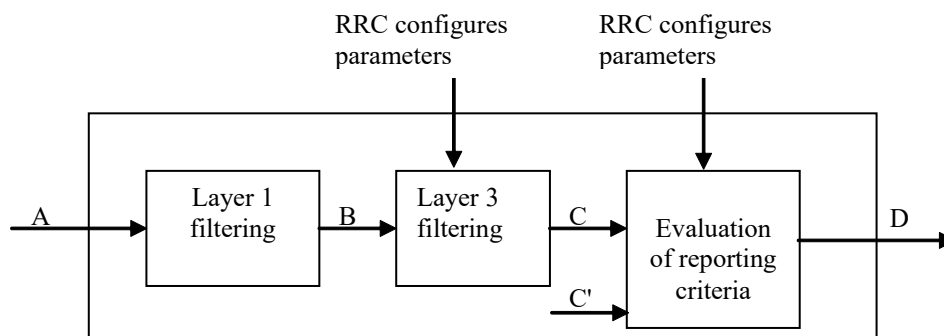 RRC configures
parameters
RRC configures
parameters
A
Layer 1
filtering
B
Layer 3
filtering
C
C'
Evaluation
of reporting
criteria
D